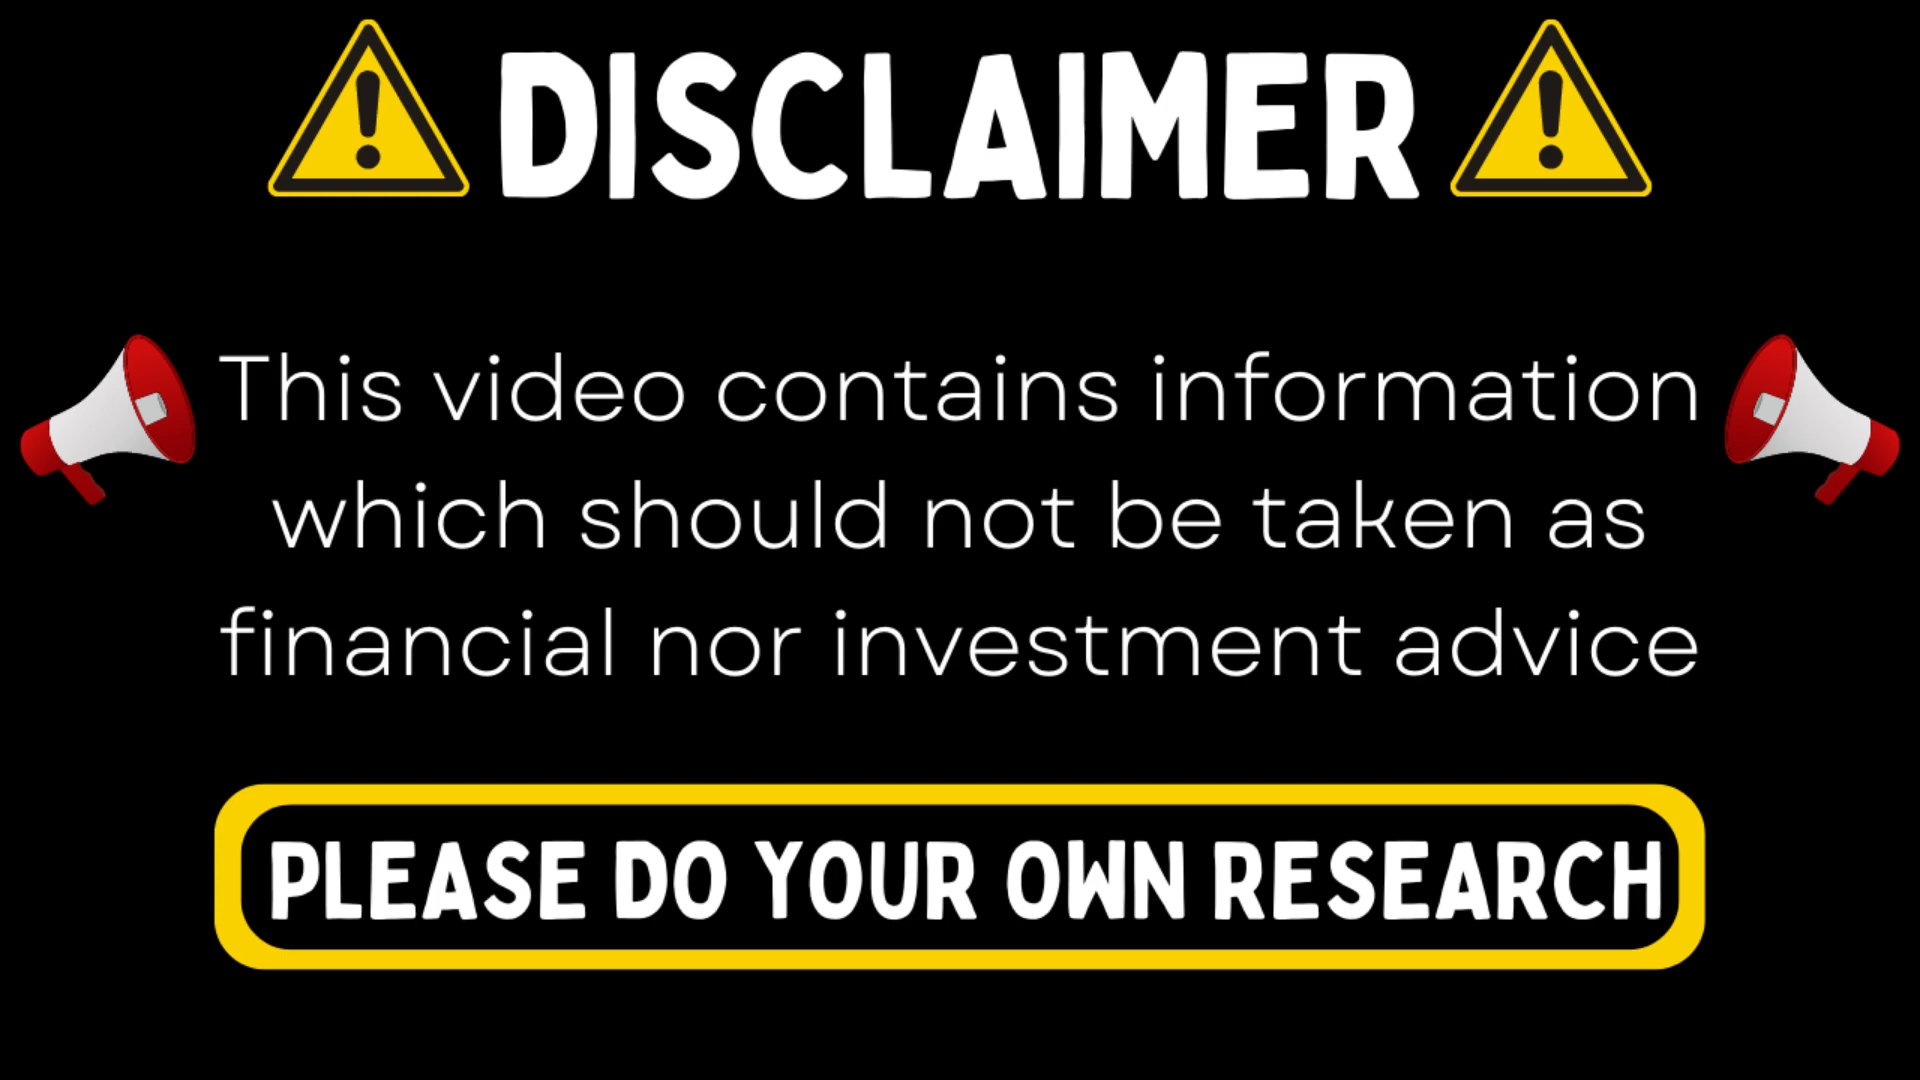 DISCLAIMER
This video contains information
which should not be taken as
financial nor investment advice
PLEASE DO YOUR OWN RESEARCH